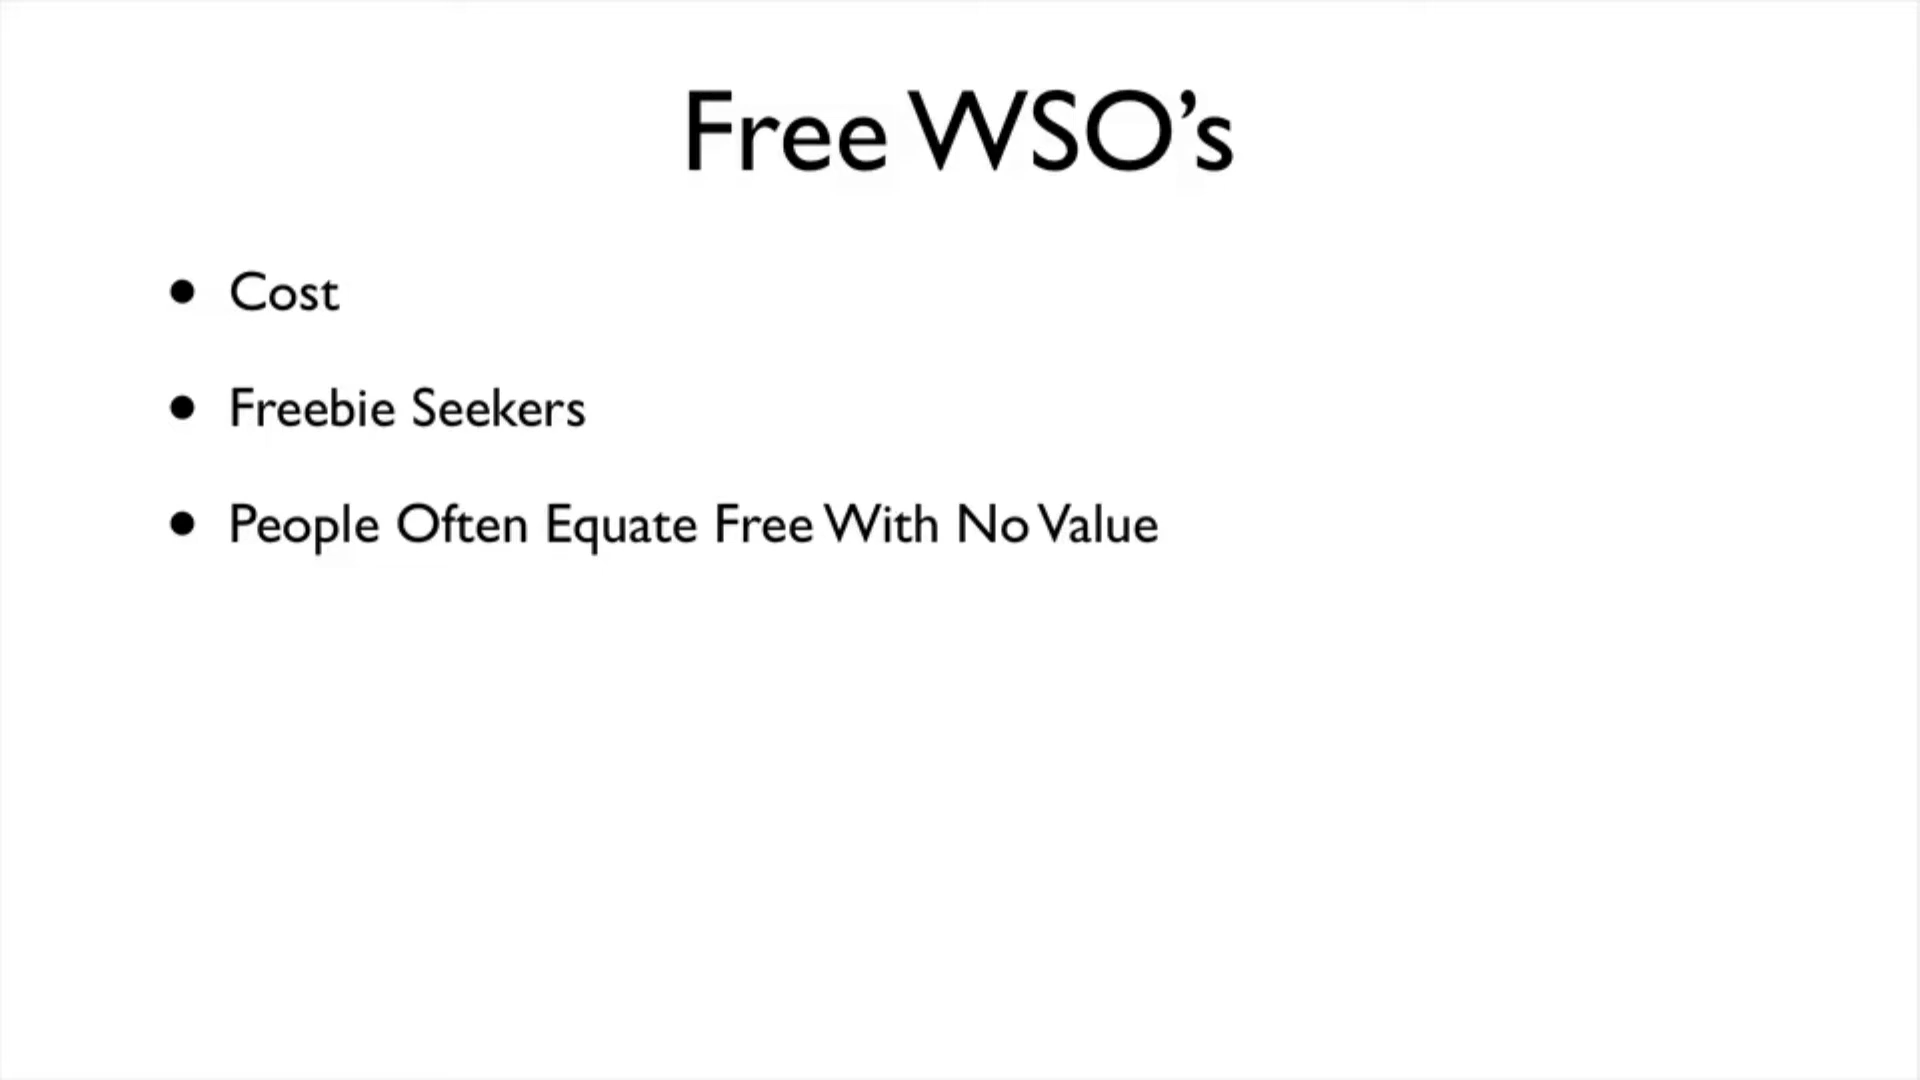 Free WSO’s
• Cost
• Freebie Seekers
• People Often Equate Free With No Value